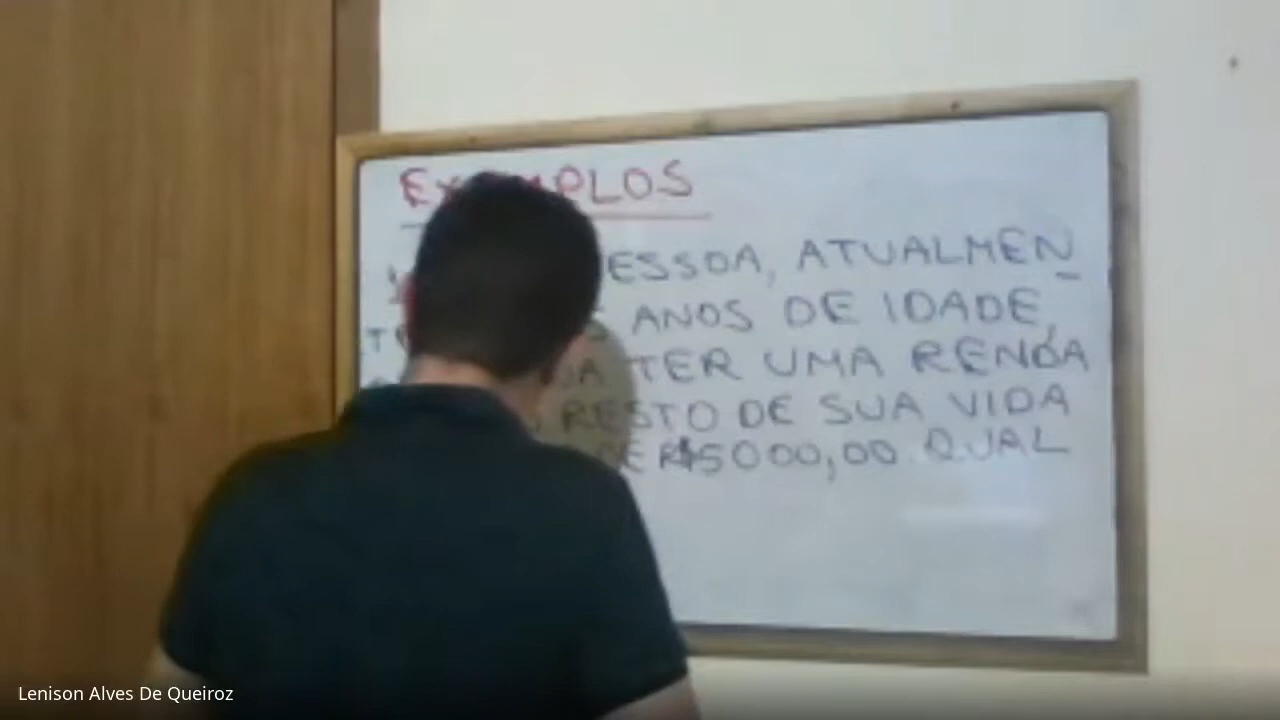 EXEMPLOS
ESSOA, ATUALMEN-
ANOS DE IDADE,
TER UMA RENDA
RESTO DE SUA VIDA
E R$5000,00. QUAL
Lenison Alves De Queiroz